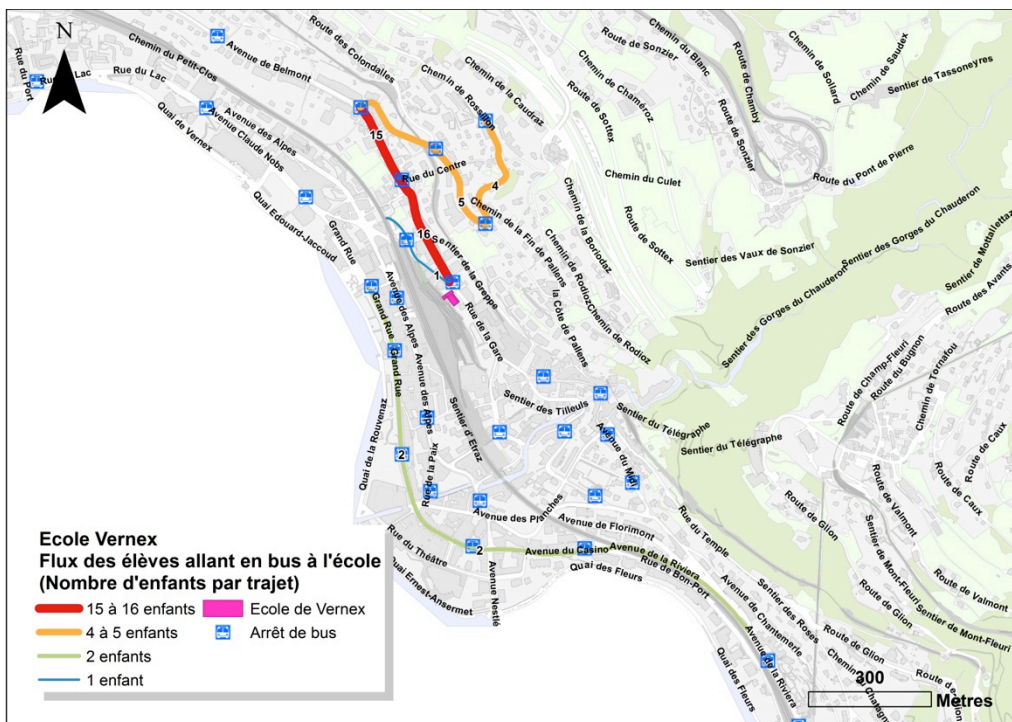 N
Rue du Port
Rue du Lac
Rue du Lac
Chemin du Petit-Clos
Avenue de Belmont
Route des Colondalles
Quai de Vernex
Avenue Claude Nobs
Avenue des Alpes
Quai Edouard-Jaccoud
Grand Rue
Chemin de Rossillon
Chemin de la Caudraz
Route de Sonzier
Chemin du Blanc
Route de Sottex
Chemin de Chaméroz
Route de Chamby
Route de Sonzier
Chemin de Sollard
Chemin de Saudex
Sentier de Tassoneyres
Route du Pont de Pierre
Chemin du Culet
15
Rue du Centre
4
5
16
1
Sentier de la Greppe
Chemin de la Fin de Pallens
Chemin de la Boriodaz
Route de Sottex
Sentier des Vaux de Sonzier
Sentier des Gorges du Chauderon
Sentier des Gorges du Chauderon
Sentier de Mottallettaz
Route des Avants
Chemin de Rodioz
Chemin de Rodioz
la Côte de Pallens
Rue de la Gare
Grand Rue
Grand Rue
Avenue des Alpes
Avenue des Alpes
Quai de la Rouvenaz
2
Rue de la Paix
Sentier d' Etraz
Sentier des Tilleuls
Sentier du Télégraphe
Sentier du Télégraphe
Avenue du Midi
Route de Champ-Fleuri
Route du Bugnon
Chemin de Tornafou
Route de Caux
Route de Caux
Route de Valmont
Route de Glion
Avenue des Planches
Avenue de Florimont
Rue du Temple
Rue du Théâtre
Quai Ernest-Ansermet
2
Avenue Nestlé
Avenue du Casino
Avenue de la Riviera
Quai des Fleurs
Rue de Bon-Port
Avenue de Chantemerle
Sentier des Roses
Sentier de Mont-Fleuri
Route de Glion
Route de Valmont
Sentier de Mont-Fleuri
Route de Glion
Avenue de la Riviera
Quai des Fleurs
Ecole Vernex
Flux des élèves allant en bus à l'école
(Nombre d'enfants par trajet)
15 à 16 enfants
Ecole de Vernex
4 à 5 enfants
Arrêt de bus
2 enfants
1 enfant
300
Metres